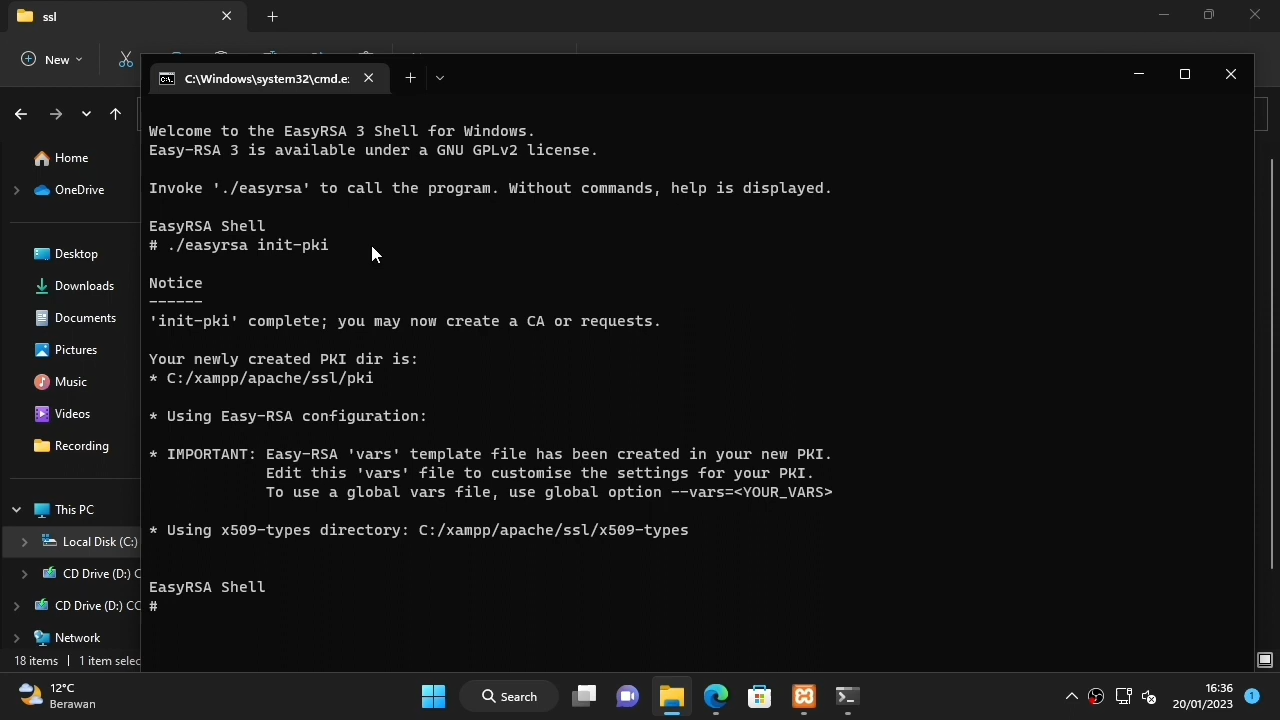 ssl
New
C:\Windows\system32\cmd.e
Welcome to the EasyRSA 3 Shell for Windows.
Easy-RSA 3 is available under a GNU GPLv2 license.
Invoke './easyrsa' to call the program. Without commands, help is displayed.
EasyRSA Shell
# ./easyrsa init-pki
Notice
------
'init-pki' complete; you may now create a CA or requests.
Your newly created PKI dir is:
* C:/xampp/apache/ssl/pki
* Using Easy-RSA configuration:
* IMPORTANT: Easy-RSA 'vars' template file has been created in your new PKI.
Edit this 'vars' file to customise the settings for your PKI.
To use a global vars file, use global option --vars=<YOUR_VARS>
* Using x509-types directory: C:/xampp/apache/ssl/x509-types
EasyRSA Shell
#
Home
OneDrive
Desktop
Downloads
Documents
Pictures
Music
Videos
Recording
This PC
Local Disk (C:)
CD Drive (D:) C
CD Drive (D:) CC
Network
18 items
1 item selec
12°C
Berawan
Search
16:36
20/01/2023
1